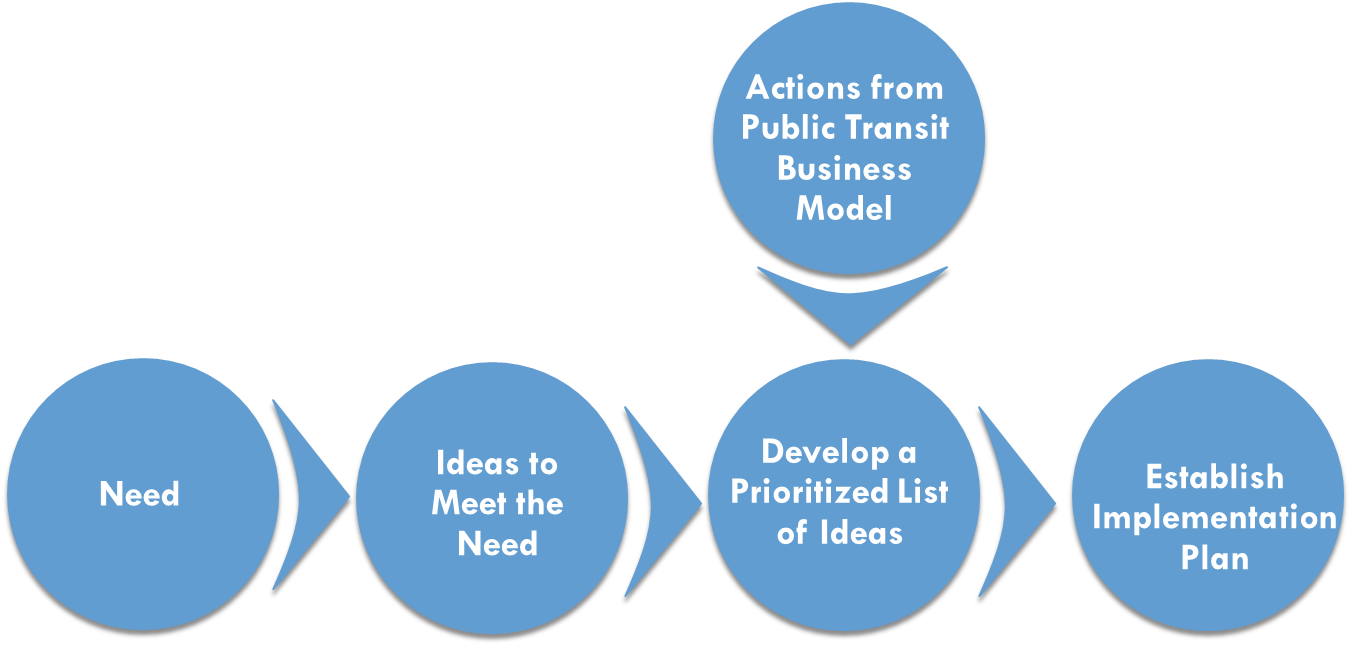 Actions from
Public Transit
Business
Model
Need
Ideas to
Meet the
Need
Develop a
Prioritized List
of Ideas
Establish
Implementation
Plan